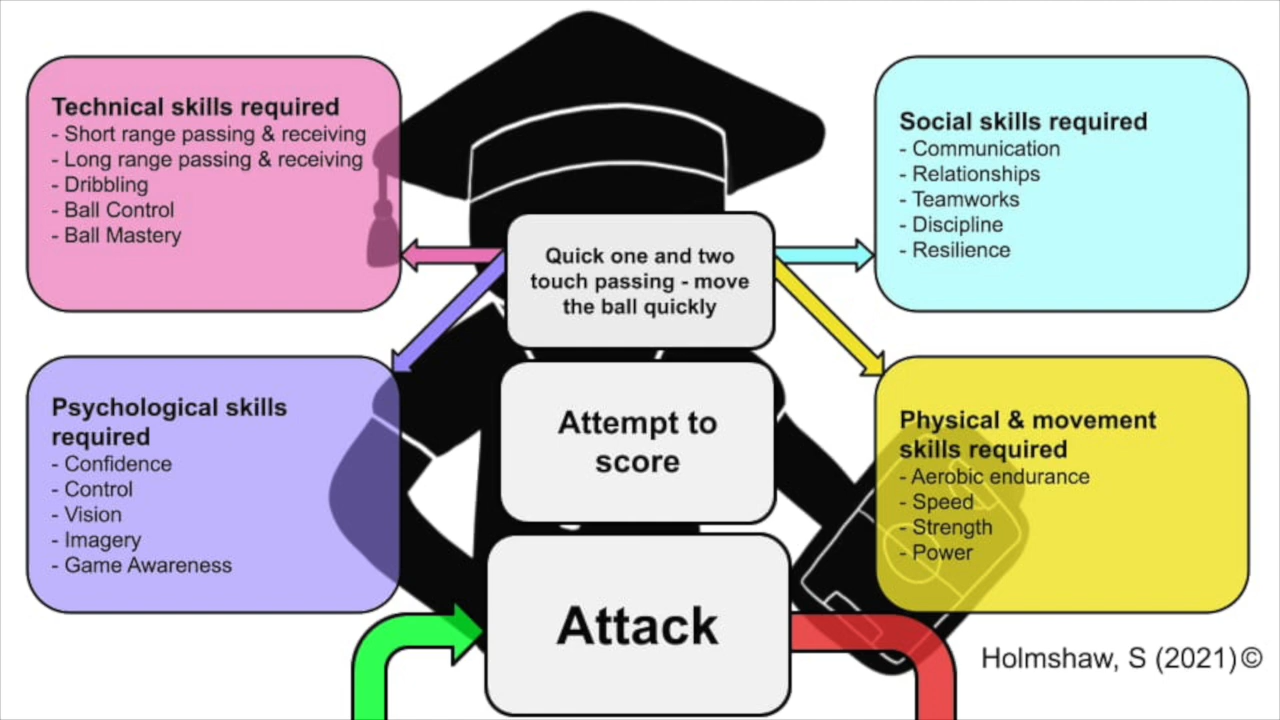 Technical skills required
- Short range passing & receiving
- Long range passing & receiving
- Dribbling
- Ball Control
- Ball Mastery
Social skills required
- Communication
- Relationships
- Teamworks
- Discipline
- Resilience
Quick one and two
touch passing - move
the ball quickly
Psychological skills
required
- Confidence
- Control
- Vision
- Imagery
- Game Awareness
Attempt to
score
Physical & movement
skills required
- Aerobic endurance
- Speed
- Strength
- Power
Attack
Holmshaw, S (2021)©